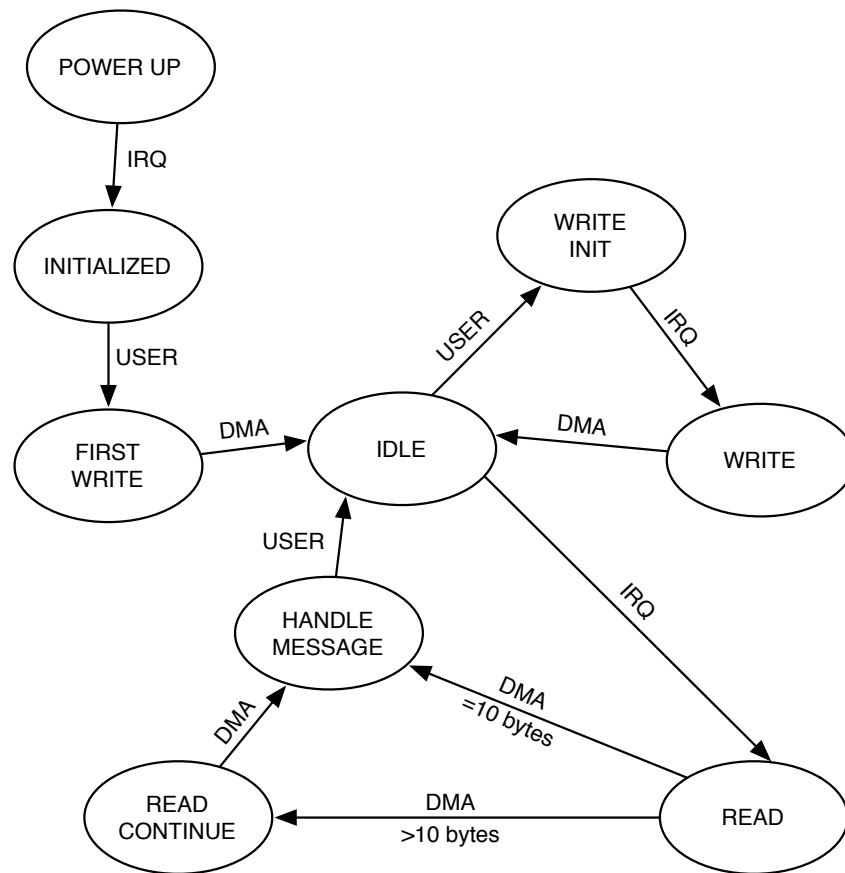 POWER UP
IRQ
WRITE
INIT
INITIALIZED
USER
IRQ
USER
DMA
DMA
FIRST
WRITE
IDLE
WRITE
USER
IRQ
HANDLE
MESSAGE
DMA
=10 bytes
DMA
READ
CONTINUE
DMA
>10 bytes
READ